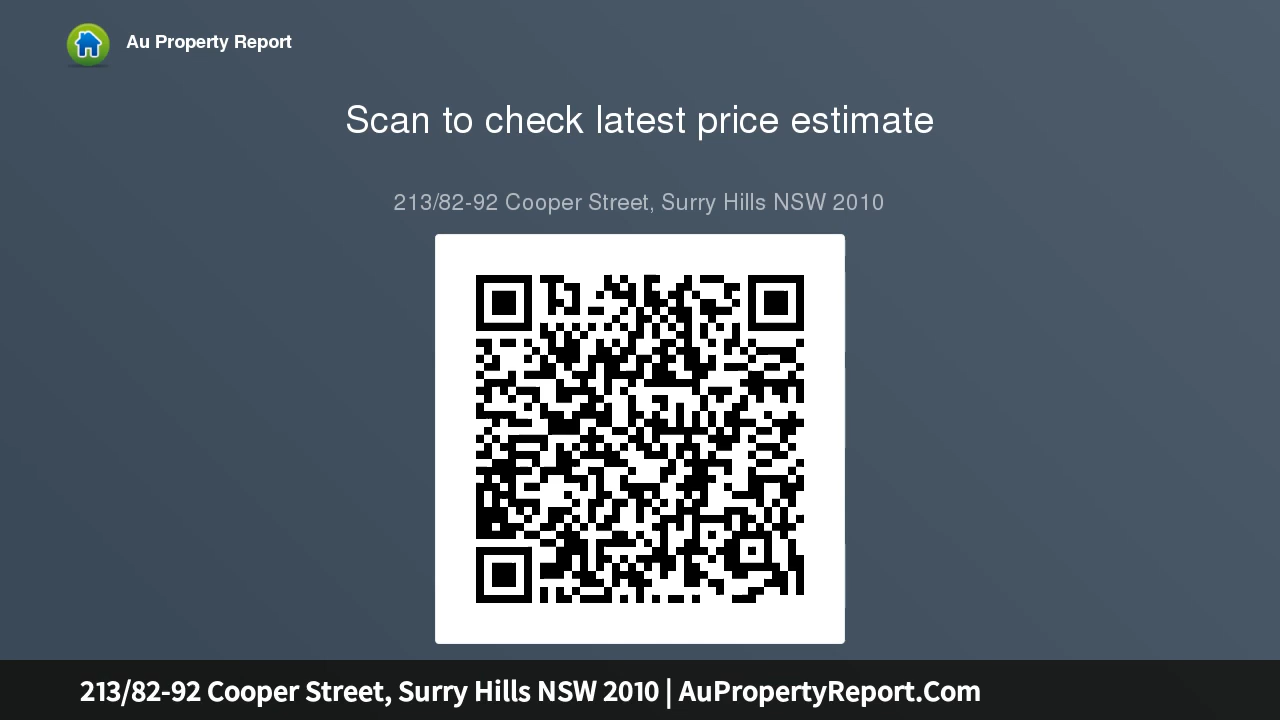 Au Property Report
Scan to check latest price estimate
213/82-92 Cooper Street, Surry Hills NSW 2010
213/82-92 Cooper Street, Surry Hills NSW 2010 | AuPropertyReport.Com